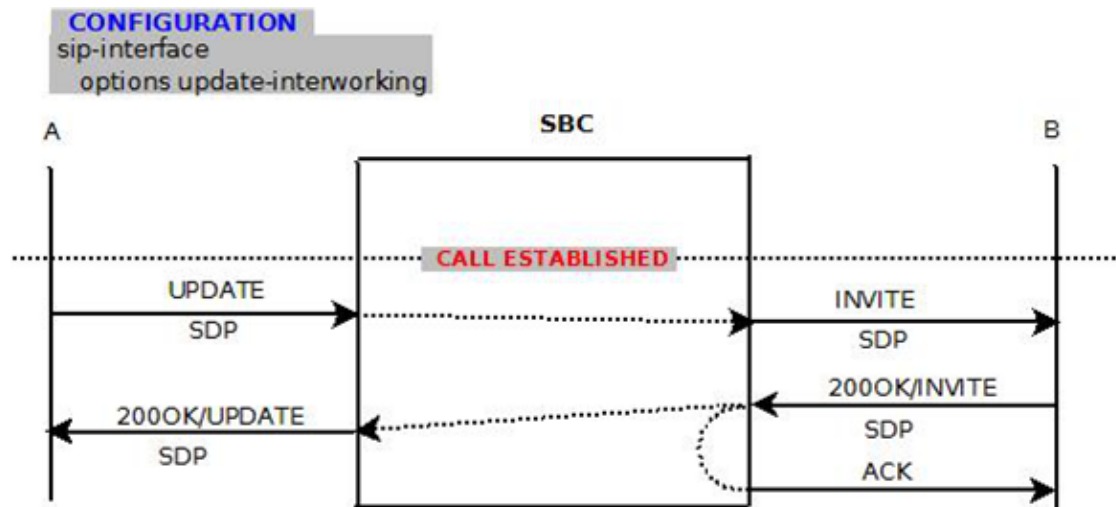 CONFIGURATION
sip-interface
options update-interworking
A
SBC
B
CALL ESTABLISHED
UPDATE
SDP
INVITE
SDP
200OK/INVITE
SDP
200OK/UPDATE
SDP
ACK